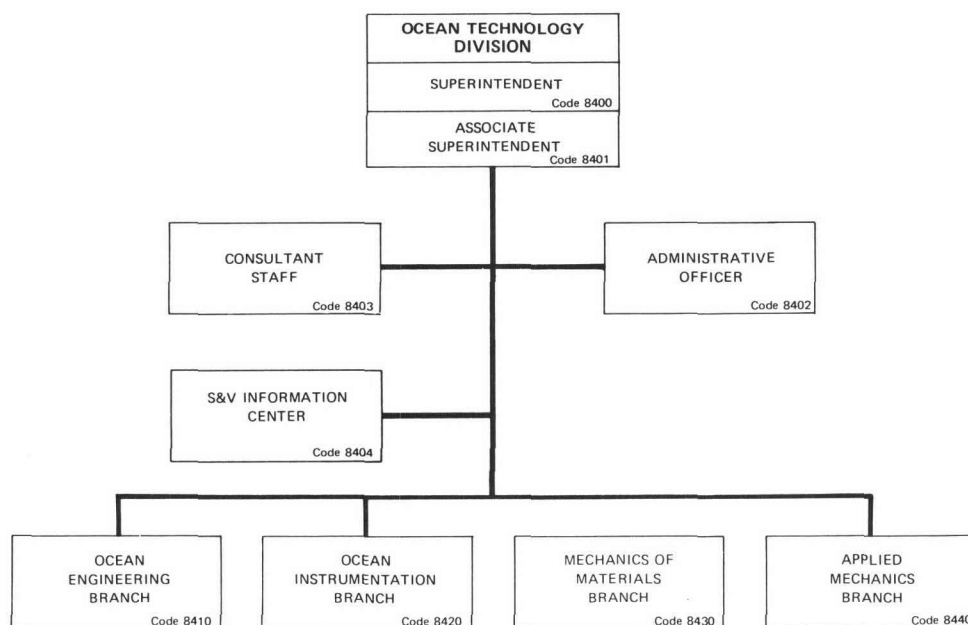 OCEAN TECHNOLOGY
DIVISION
SUPERINTENDENT
Code 8400
ASSOCIATE
SUPERINTENDENT
Code 8401
CONSULTANT
STAFF
Code 8403
ADMINISTRATIVE
OFFICER
Code 8402
S&V INFORMATION
CENTER
Code 8404
OCEAN
ENGINEERING
BRANCH
Code 8410
OCEAN
INSTRUMENTATION
BRANCH
Code 8420
MECHANICS OF
MATERIALS
BRANCH
Code 8430
APPLIED
MECHANICS
BRANCH
Code 8440